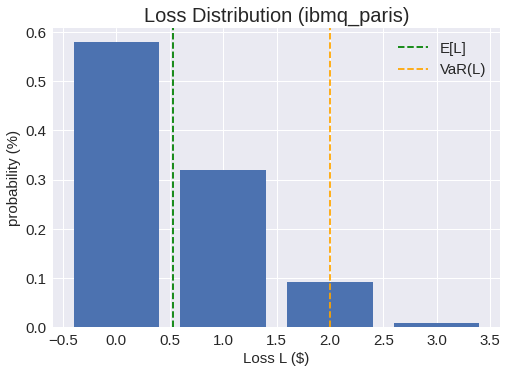 Loss Distribution (ibmq_paris)
E[L]
VaR(L)
probability (%)
0.6
0.5
0.4
0.3
0.2
0.1
0.0
−0.5 0.0 0.5 1.0 1.5 2.0 2.5 3.0 3.5
Loss L ($)